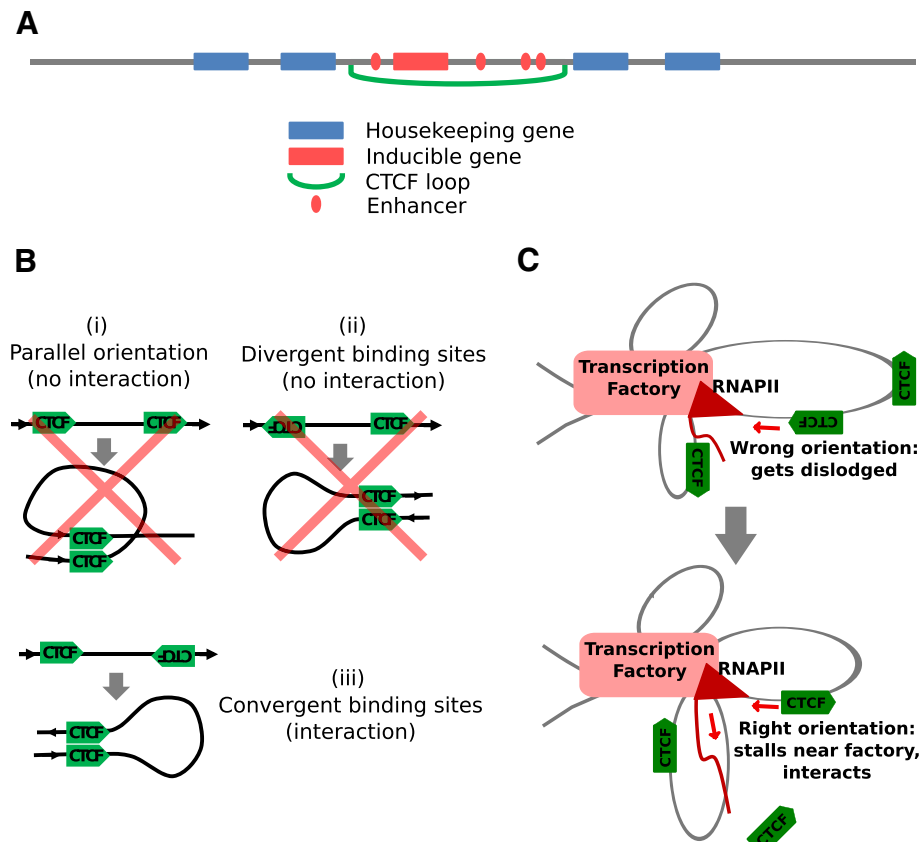 A
Housekeeping gene
Inducible gene
CTCF loop
Enhancer
B
(i)
Parallel orientation
(no interaction)
CTCF
CTCF
CTCF
CTCF
(ii)
Divergent binding sites
(no interaction)
CTCF
CTCF
CTCF
CTCF
CTCF
CTCF
CTCF
CTCF
(iii)
Convergent binding sites
(interaction)
C
Transcription
Factory
RNAPII
CTCF
CTCF
CTCF
Wrong orientation:
gets dislodged
Transcription
Factory
RNAPII
CTCF
CTCF
Right orientation:
stalls near factory,
interacts
CTCF